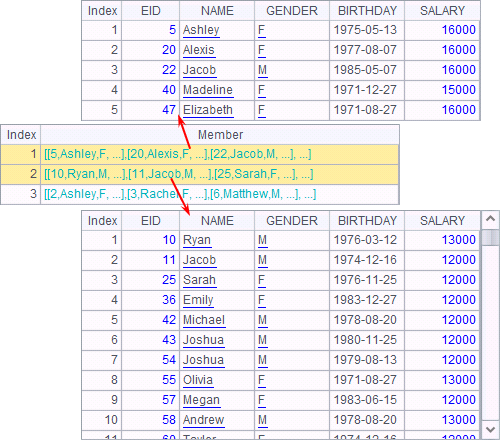 Index EID NAME GENDER BIRTHDAY SALARY
1 5 Ashley F 1975-05-13 16000
2 20 Alexis F 1977-08-07 16000
3 22 Jacob M 1985-05-07 16000
4 40 Madeline F 1971-12-27 15000
5 47 Elizabeth F 1971-08-27 16000
Index Member
1 [[5,Ashley,F, ...],[20,Alexis,F, ...],[22,Jacob,M, ...], ...]
2 [[10,Ryan,M, ...],[11,Jacob,M, ...],[25,Sarah,F, ...], ...]
3 [[2,Ashley,F, ...],[3,Rachel,F, ...],[6,Matthew,M, ...], ...]
Index EID NAME GENDER BIRTHDAY SALARY
1 10 Ryan M 1976-03-12 13000
2 11 Jacob M 1974-12-16 12000
3 25 Sarah F 1976-11-25 12000
4 36 Emily F 1983-12-27 12000
5 42 Michael M 1978-08-20 12000
6 43 Joshua M 1980-11-25 12000
7 54 Joshua M 1979-08-13 12000
8 55 Olivia F 1971-08-27 13000
9 57 Megan F 1983-06-15 12000
10 58 Andrew M 1978-08-20 13000
11 60 Taylor F 1974-12-16 12000